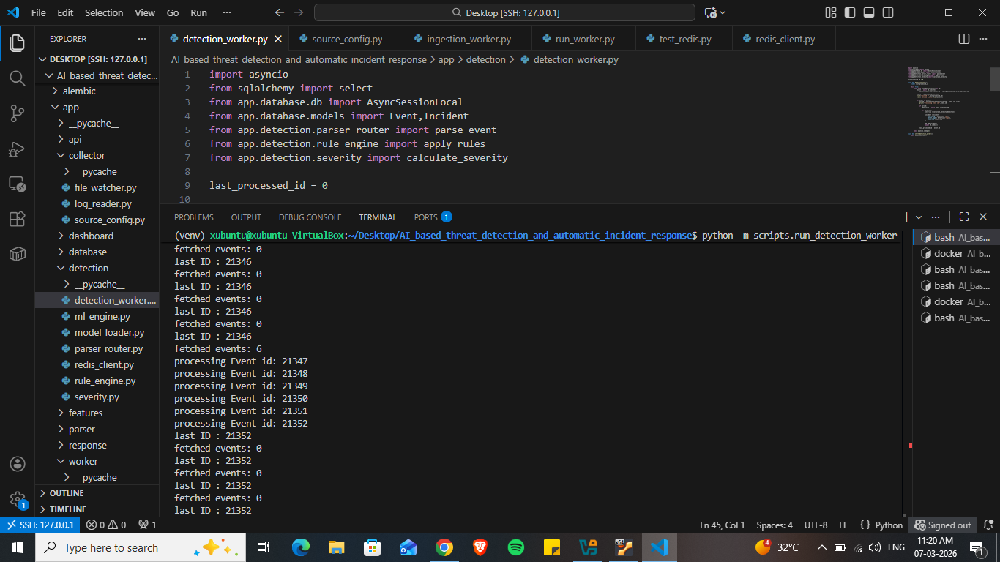 File Edit Selection View Go Run ··· Desktop [SSH: 127.0.0.1]
EXPLORER ···
DESKTOP [SSH: 127.0.0.1]
AI_based_threat_detec...
alembic
app
__pycache__
api
collector
__pycache__
file_watcher.py
log_reader.py
source_config.py
dashboard
database
detection
__pycache__
detection_worker....
ml_engine.py
model_loader.py
parser_router.py
redis_client.py
rule_engine.py
severity.py
features
parser
response
worker
__pycache__
OUTLINE
TIMELINE
detection_worker.py source_config.py ingestion_worker.py run_worker.py test_redis.py redis_client.py ···
AI_based_threat_detection_and_automatic_incident_response > app > detection > detection_worker.py
1 import asyncio
2 from sqlalchemy import select
3 from app.database.db import AsyncSessionLocal
4 from app.database.models import Event,Incident
5 from app.detection.parser_router import parse_event
6 from app.detection.rule_engine import apply_rules
7 from app.detection.severity import calculate_severity
8
9 last_processed_id = 0
10
PROBLEMS OUTPUT DEBUG CONSOLE TERMINAL PORTS 1
(venv) xubuntu@xubuntu-VirtualBox:~/Desktop/AI_based_threat_detection_and_automatic_incident_response$ python -m scripts.run_detection_worker
fetched events: 0
last ID : 21346
fetched events: 0
last ID : 21346
fetched events: 0
last ID : 21346
fetched events: 0
last ID : 21346
fetched events: 6
processing Event id: 21347
processing Event id: 21348
processing Event id: 21349
processing Event id: 21350
processing Event id: 21351
processing Event id: 21352
last ID : 21352
fetched events: 0
last ID : 21352
fetched events: 0
last ID : 21352
fetched events: 0
last ID : 21352
bash AI_bas...
docker AI_b...
bash AI_bas...
bash AI_bas...
docker AI_b...
bash AI_bas...
1
SSH: 127.0.0.1 0 0 1 Ln 45, Col 1 Spaces: 4 UTF-8 LF {} Python Signed out
Type here to search 4 32°C ENG 11:20 AM
07-03-2026 1